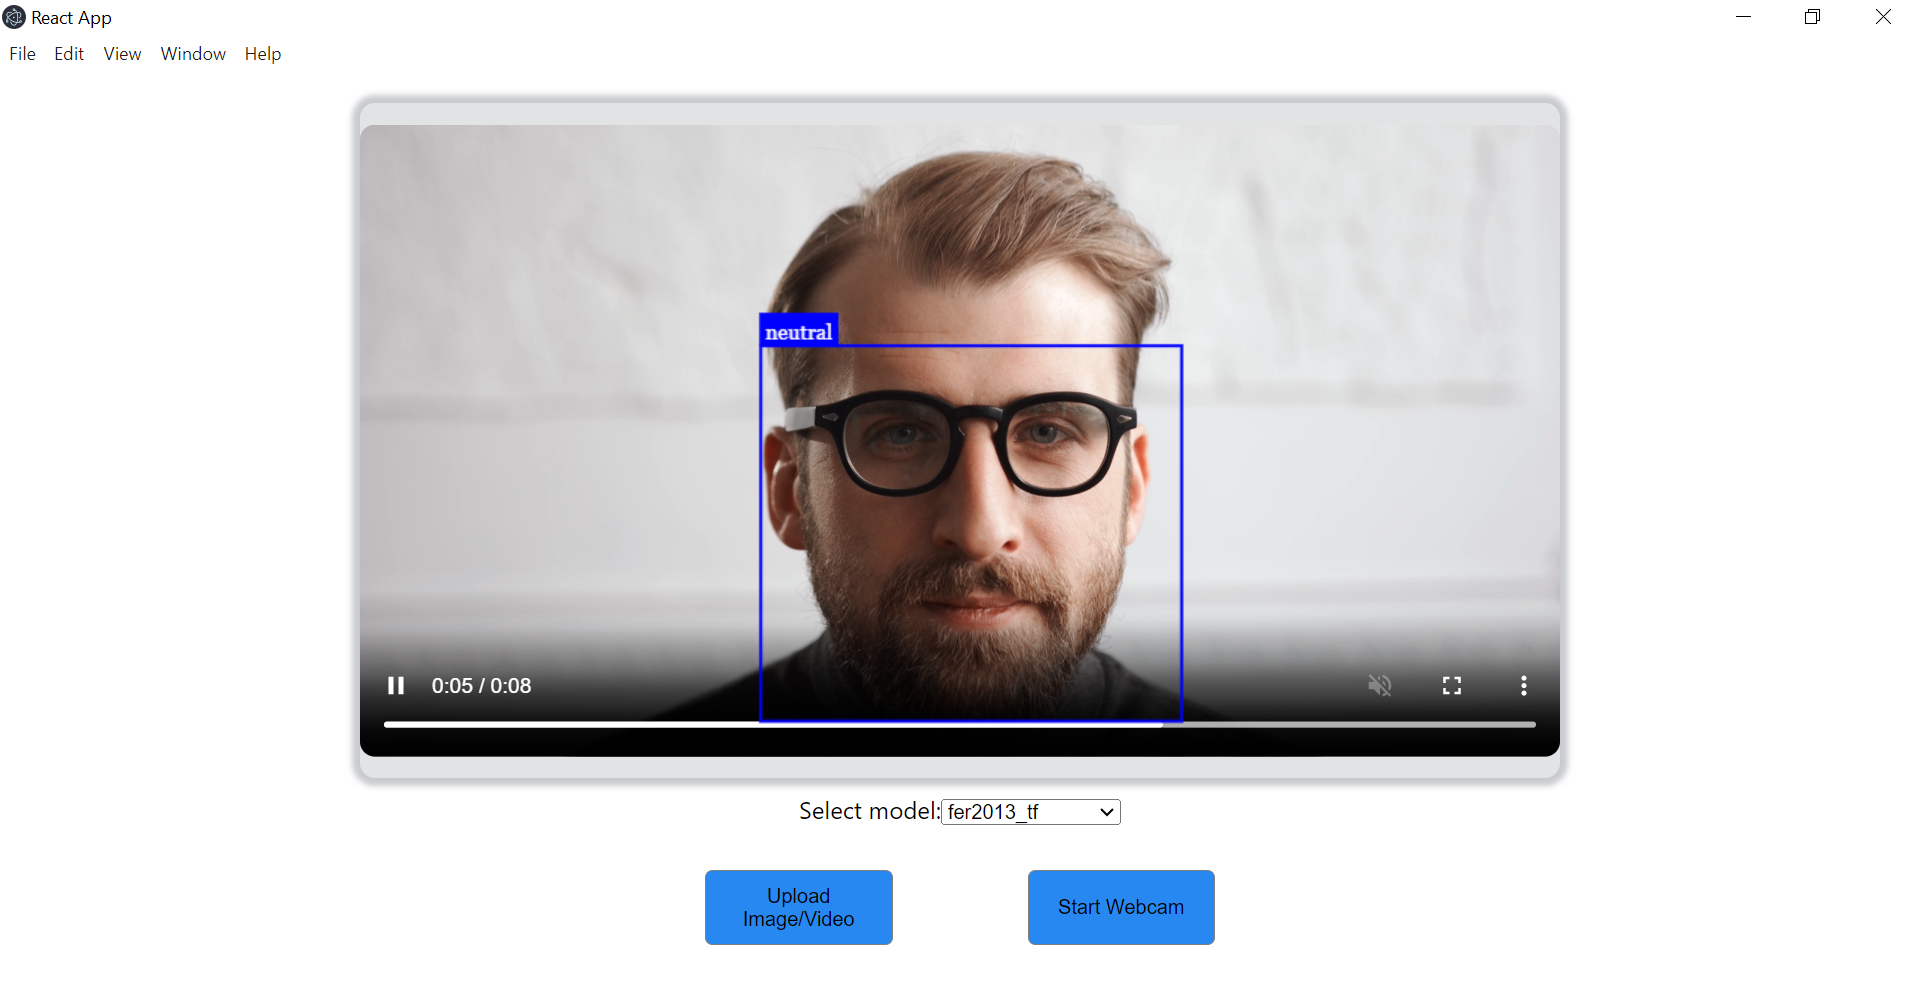 React App
File Edit View Window Help
neutral
0:05 / 0:08
Select model: fer2013_tf
Upload
Image/Video
Start Webcam